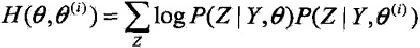 H(θ,θ⁽ⁱ⁾) = ∑_Z log P(Z | Y,θ)P(Z | Y,θ⁽ⁱ⁾)